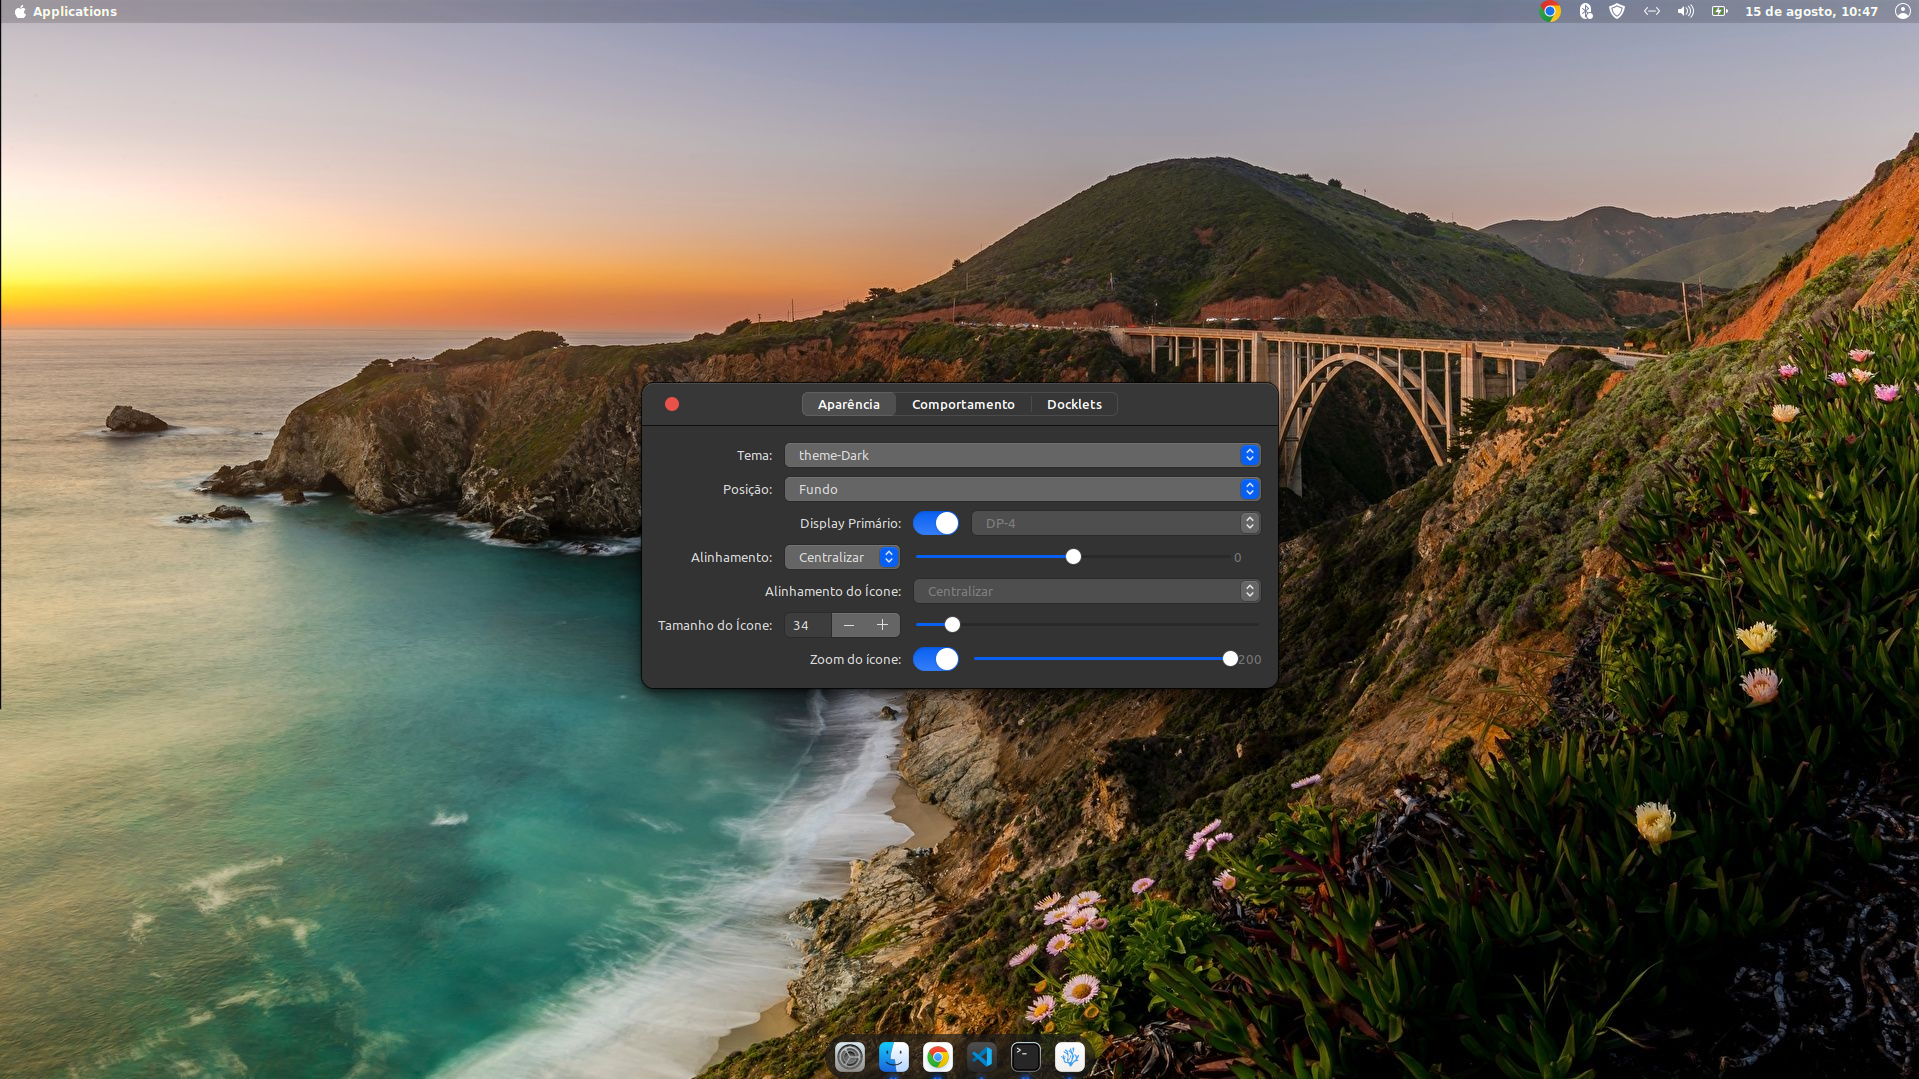 Applications
15 de agosto, 10:47
Aparência Comportamento Docklets
Tema: theme-Dark
Posição: Fundo
Display Primário: DP-4
Alinhamento: Centralizar 0
Alinhamento do Ícone: Centralizar
Tamanho do Ícone: 34 − +
Zoom do ícone: 200
>-